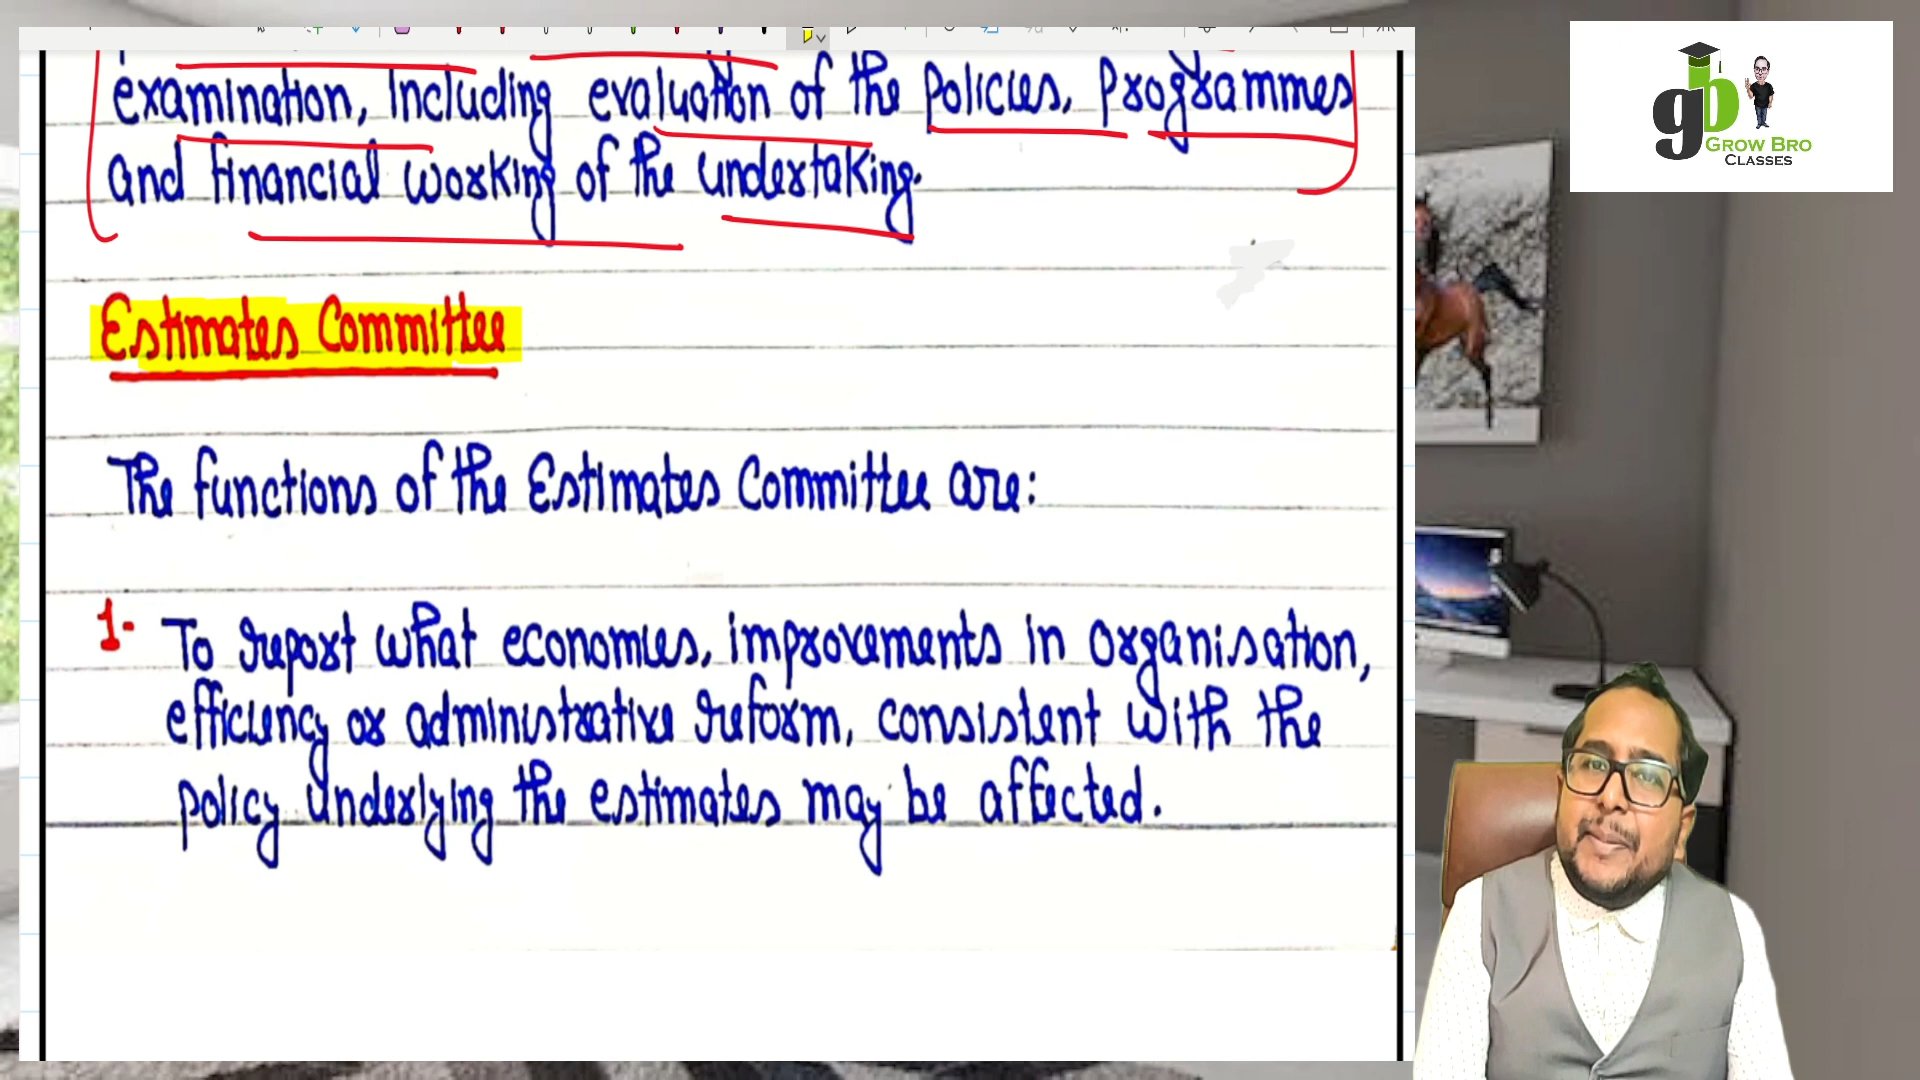 examination, including evaluation of the policies, programmes
and financial working of the undertaking.
Estimates Committee
The functions of the Estimates Committee are:
1- To report what economies, improvements in organisation,
efficiency or administrative reform, consistent with the
policy underlying the estimates may be affected.
gb
GROW BRO
CLASSES